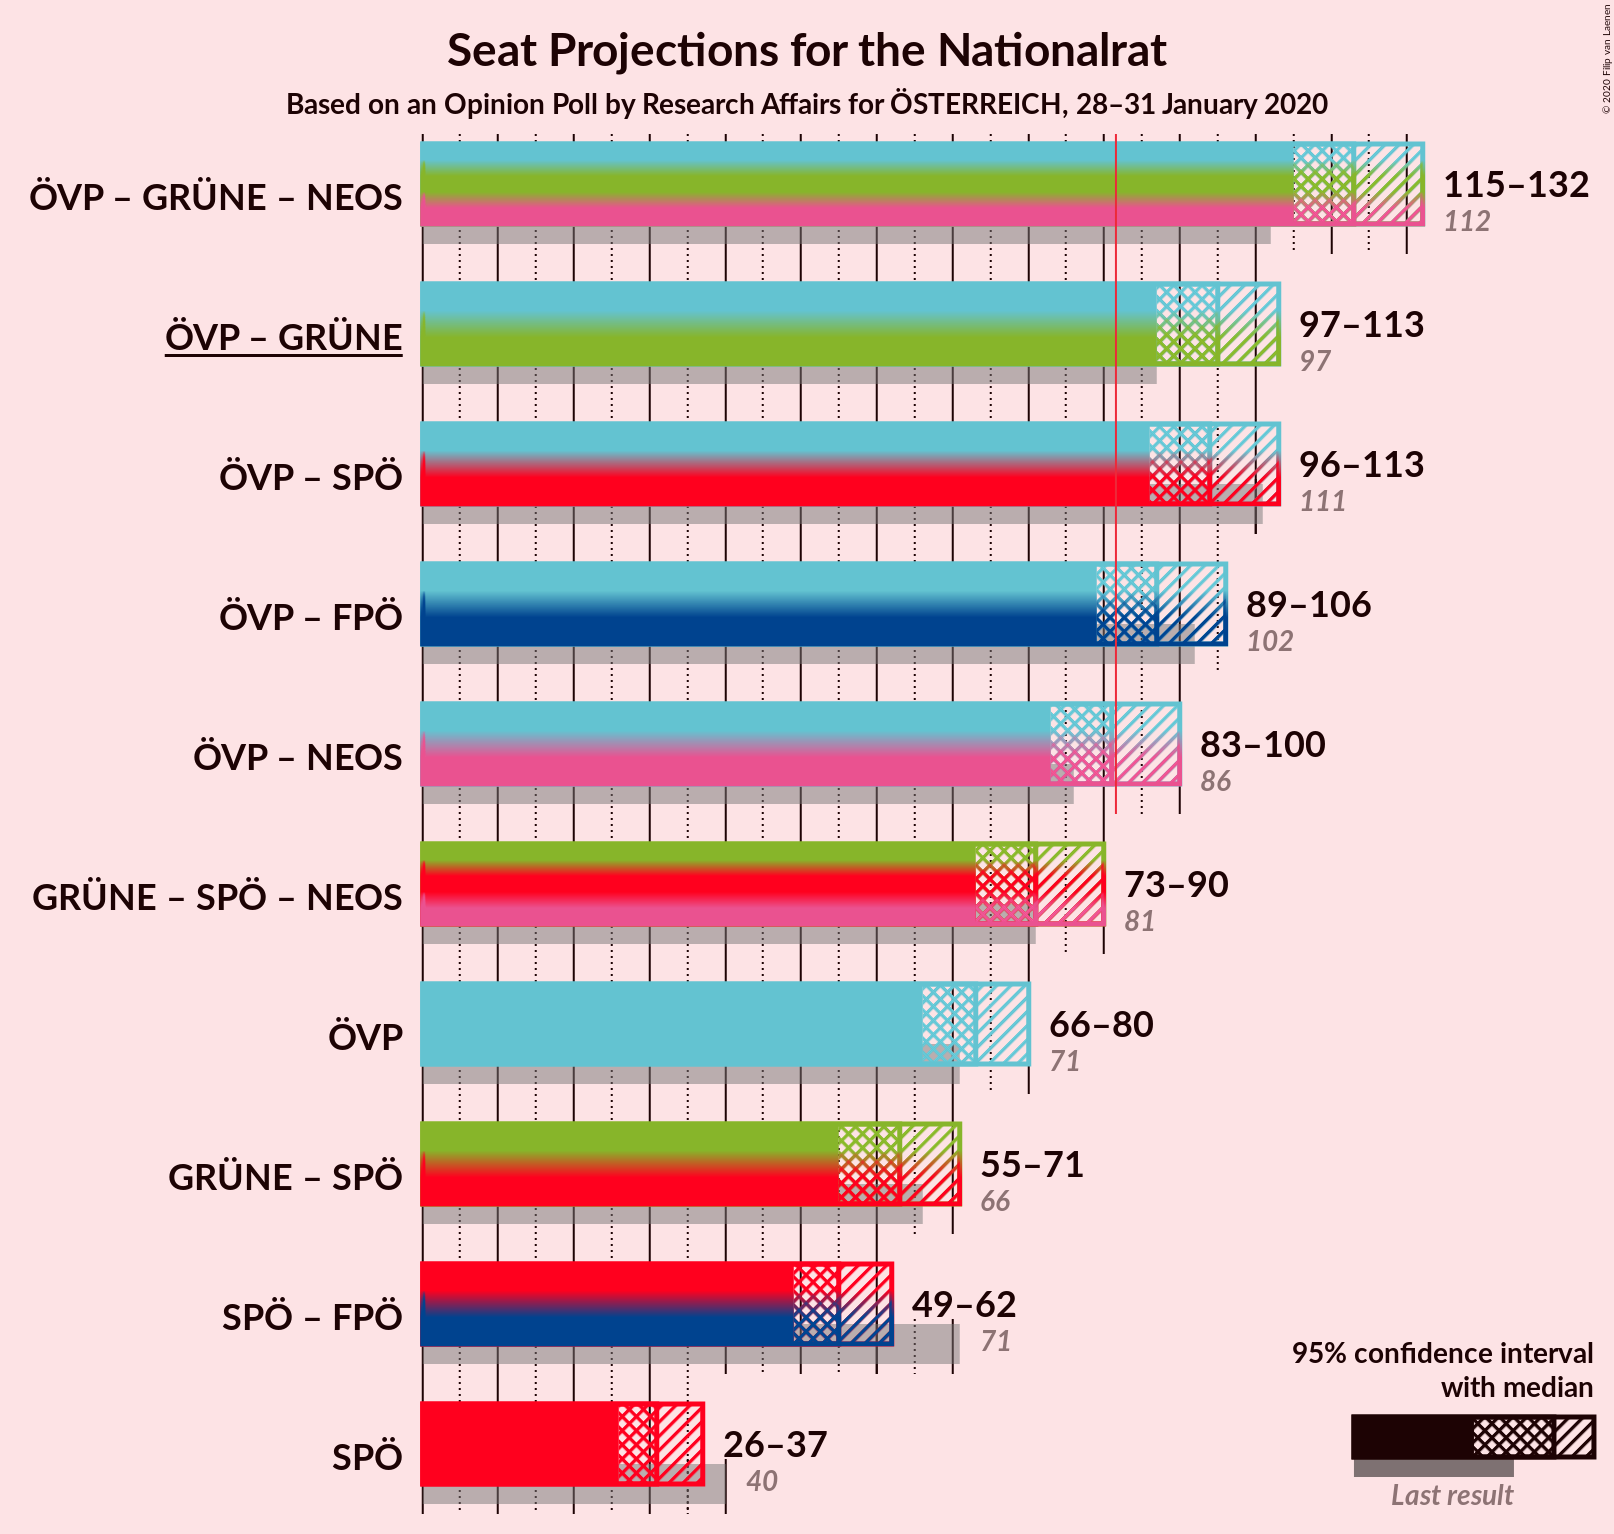 Seat Projections for the Nationalrat
Based on an Opinion Poll by Research Affairs for ÖSTERREICH, 28–31 January 2020
© 2020 Filip van Laenen
ÖVP – GRÜNE – NEOS
115–132
112
ÖVP – GRÜNE
97–113
97
ÖVP – SPÖ
96–113
111
ÖVP – FPÖ
89–106
102
ÖVP – NEOS
83–100
86
GRÜNE – SPÖ – NEOS
73–90
81
ÖVP
66–80
71
GRÜNE – SPÖ
55–71
66
SPÖ – FPÖ
49–62
71
SPÖ
26–37
40
95% confidence interval
with median
Last result